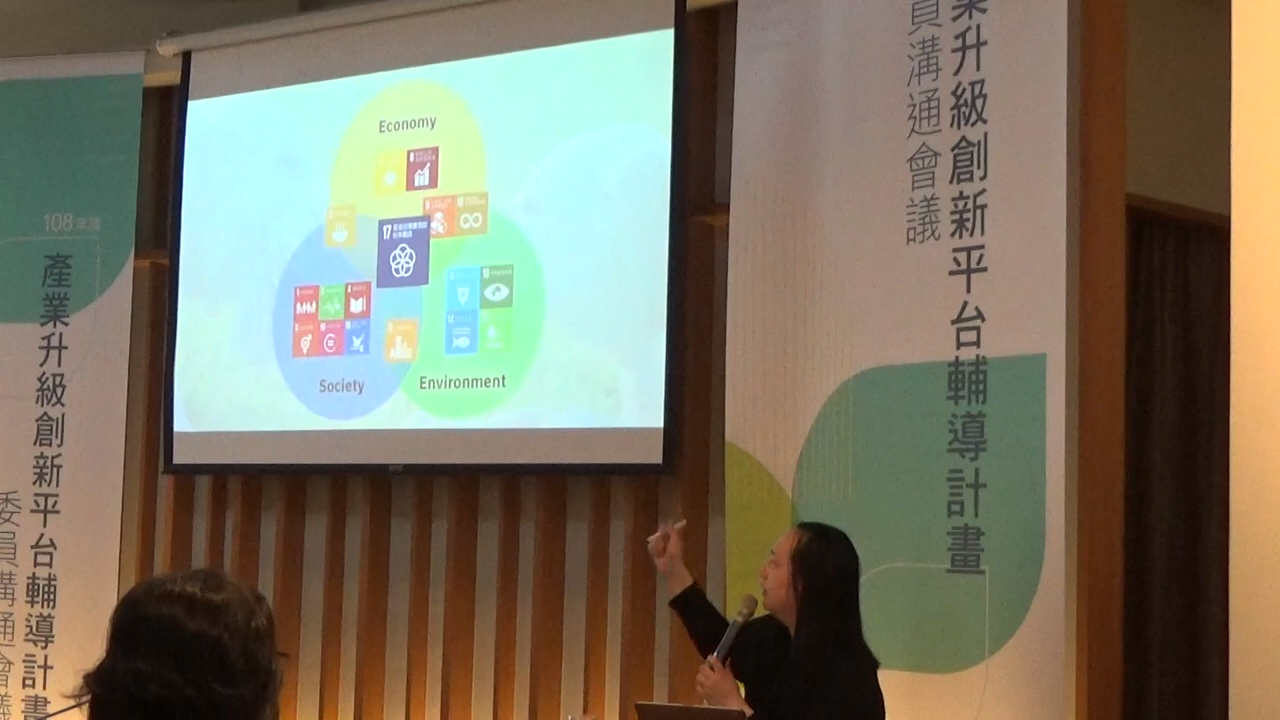 108年度
產業升級創新平台輔導計畫
委員溝通會議
Economy
17
Society
Environment
業升級創新平台輔導計畫
員溝通會議